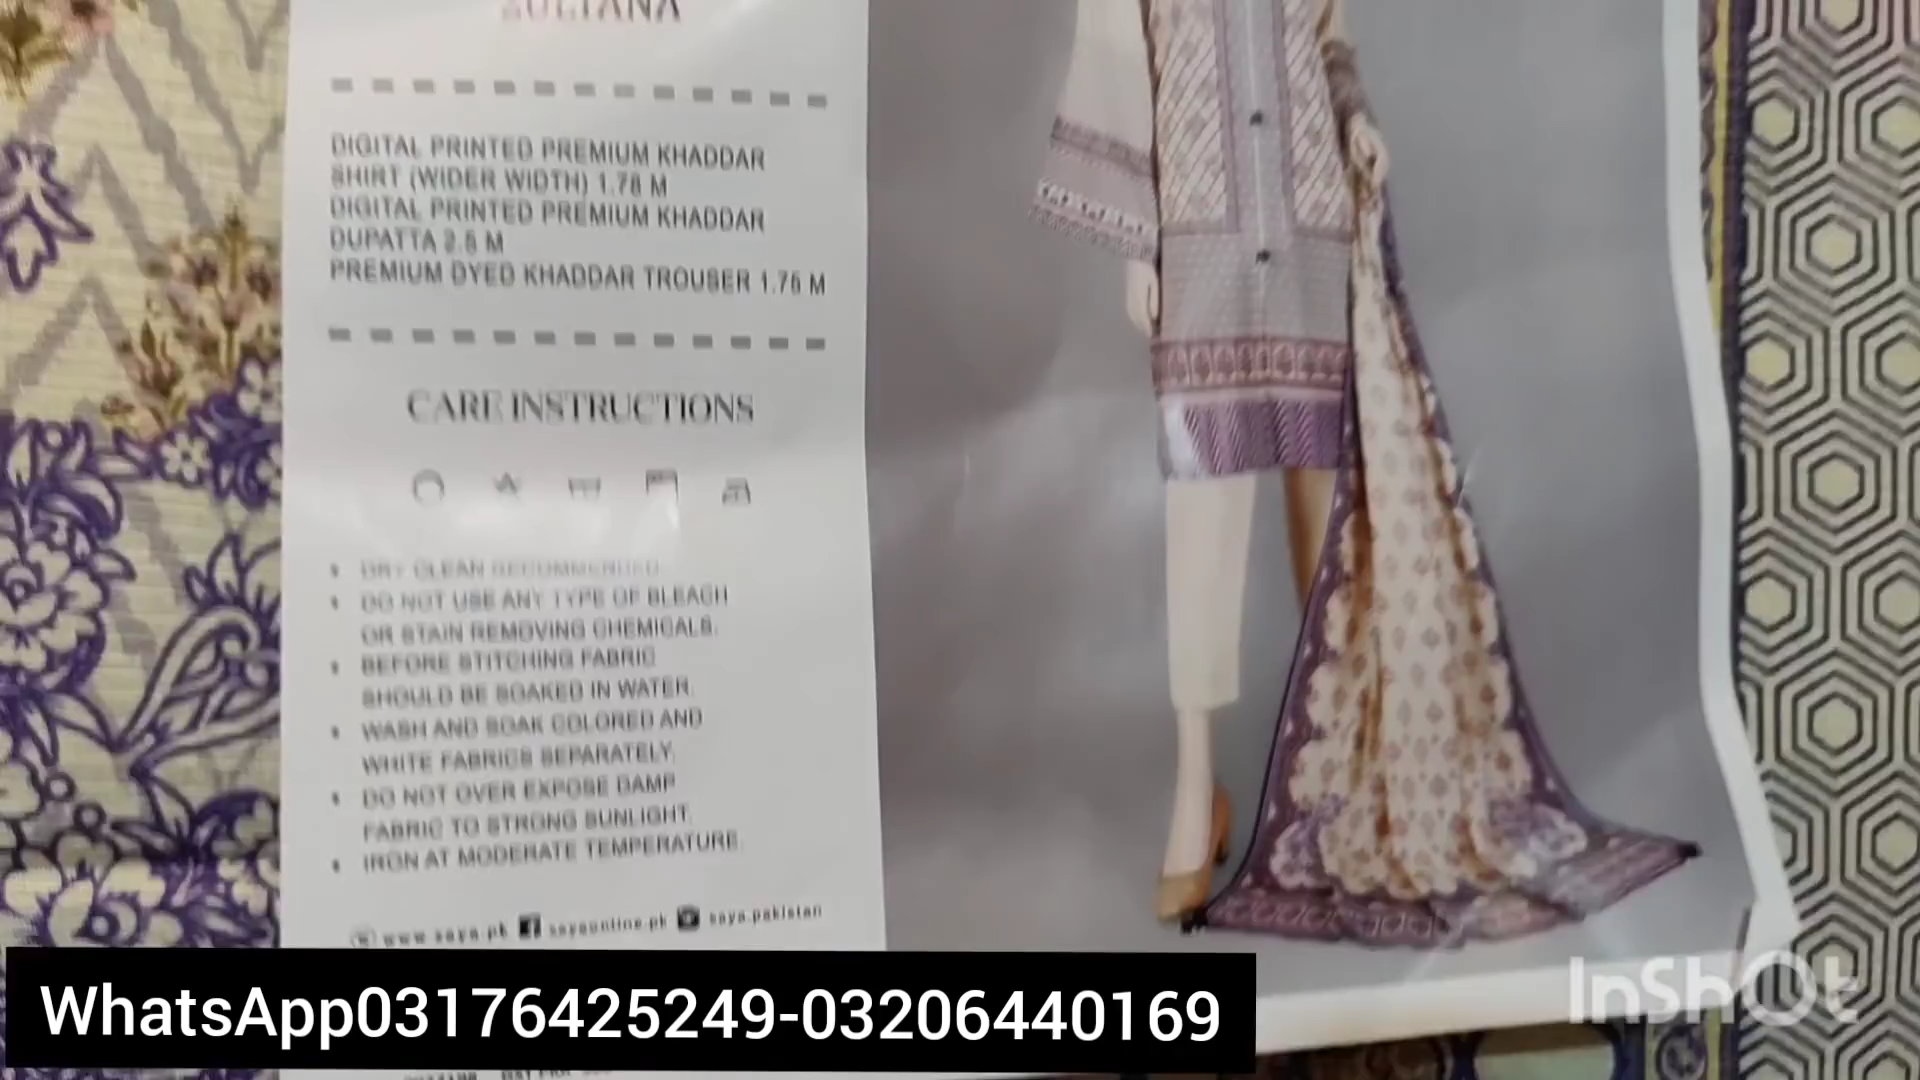 DIGITAL PRINTED PREMIUM KHADDAR
SHIRT (WIDER WIDTH) 1.78 M
DIGITAL PRINTED PREMIUM KHADDAR
DUPATTA 2.5 M
PREMIUM DYED KHADDAR TROUSER 1.75 M
CARE INSTRUCTIONS
DRY CLEAN RECOMMENDED.
DO NOT USE ANY TYPE OF BLEACH
OR STAIN REMOVING CHEMICALS.
BEFORE STITCHING FABRIC
SHOULD BE SOAKED IN WATER.
WASH AND SOAK COLORED AND
WHITE FABRICS SEPARATELY.
DO NOT OVER EXPOSE DAMP
FABRIC TO STRONG SUNLIGHT.
IRON AT MODERATE TEMPERATURE.
www.saya.pk sayaonline.pk saya.pakistan
WhatsApp03176425249-03206440169
InShOt